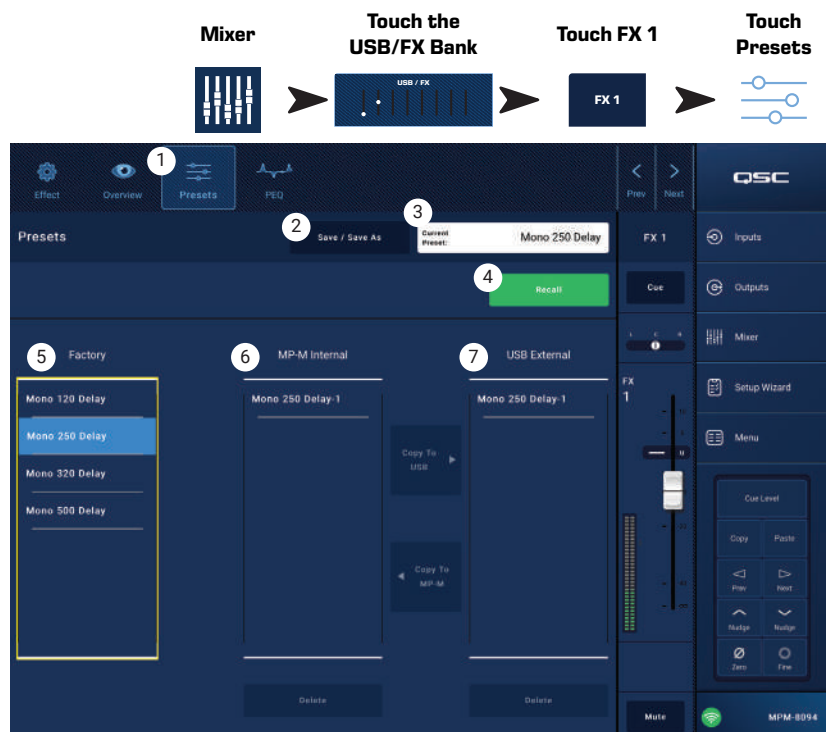 Mixer
Touch the
USB/FX Bank
Touch FX 1
Touch
Presets
USB / FX
FX 1
1
Effect
Overview
Presets
PEQ
Prev
Next
QSC
Presets
2
Save / Save As
3
Current
Preset:
Mono 250 Delay
FX 1
Inputs
4
Recall
Cue
Outputs
L C R
Mixer
5
Factory
6
MP-M Internal
7
USB External
Mono 120 Delay
Mono 250 Delay
Mono 320 Delay
Mono 500 Delay
Mono 250 Delay-1
Copy To
USB
Copy To
MP-M
Mono 250 Delay-1
Delete
Delete
FX
1
10
U
Mute
Setup Wizard
Menu
Cue Level
Copy
Paste
Prev
Next
Nudge
Nudge
Zero
Fine
MPM-8094